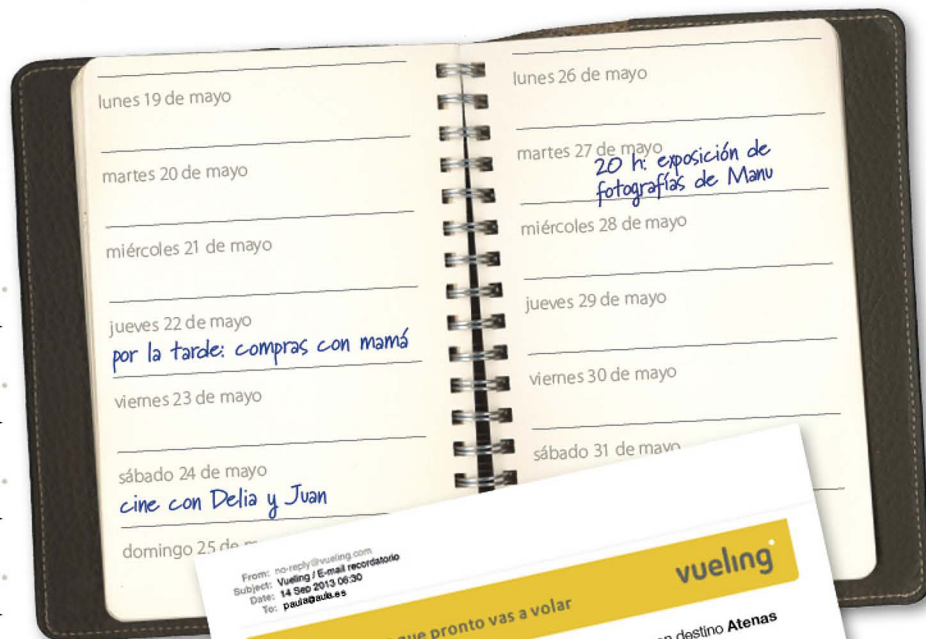 lunes 19 de mayo
martes 20 de mayo
miércoles 21 de mayo
jueves 22 de mayo
por la tarde: compras con mamá
viernes 23 de mayo
sábado 24 de mayo
cine con Delia y Juan
domingo 25 de
lunes 26 de mayo
martes 27 de mayo
20 h: exposición de
fotografías de Manu
miércoles 28 de mayo
jueves 29 de mayo
viernes 30 de mayo
sábado 31 de mayo
From: no-reply@vueling.com
Subject: Vueling / E-mail recordatorio
Date: 14 Sep 2013 06:30
To: paula@aula.es
vueling
que pronto vas a volar
destino Atenas